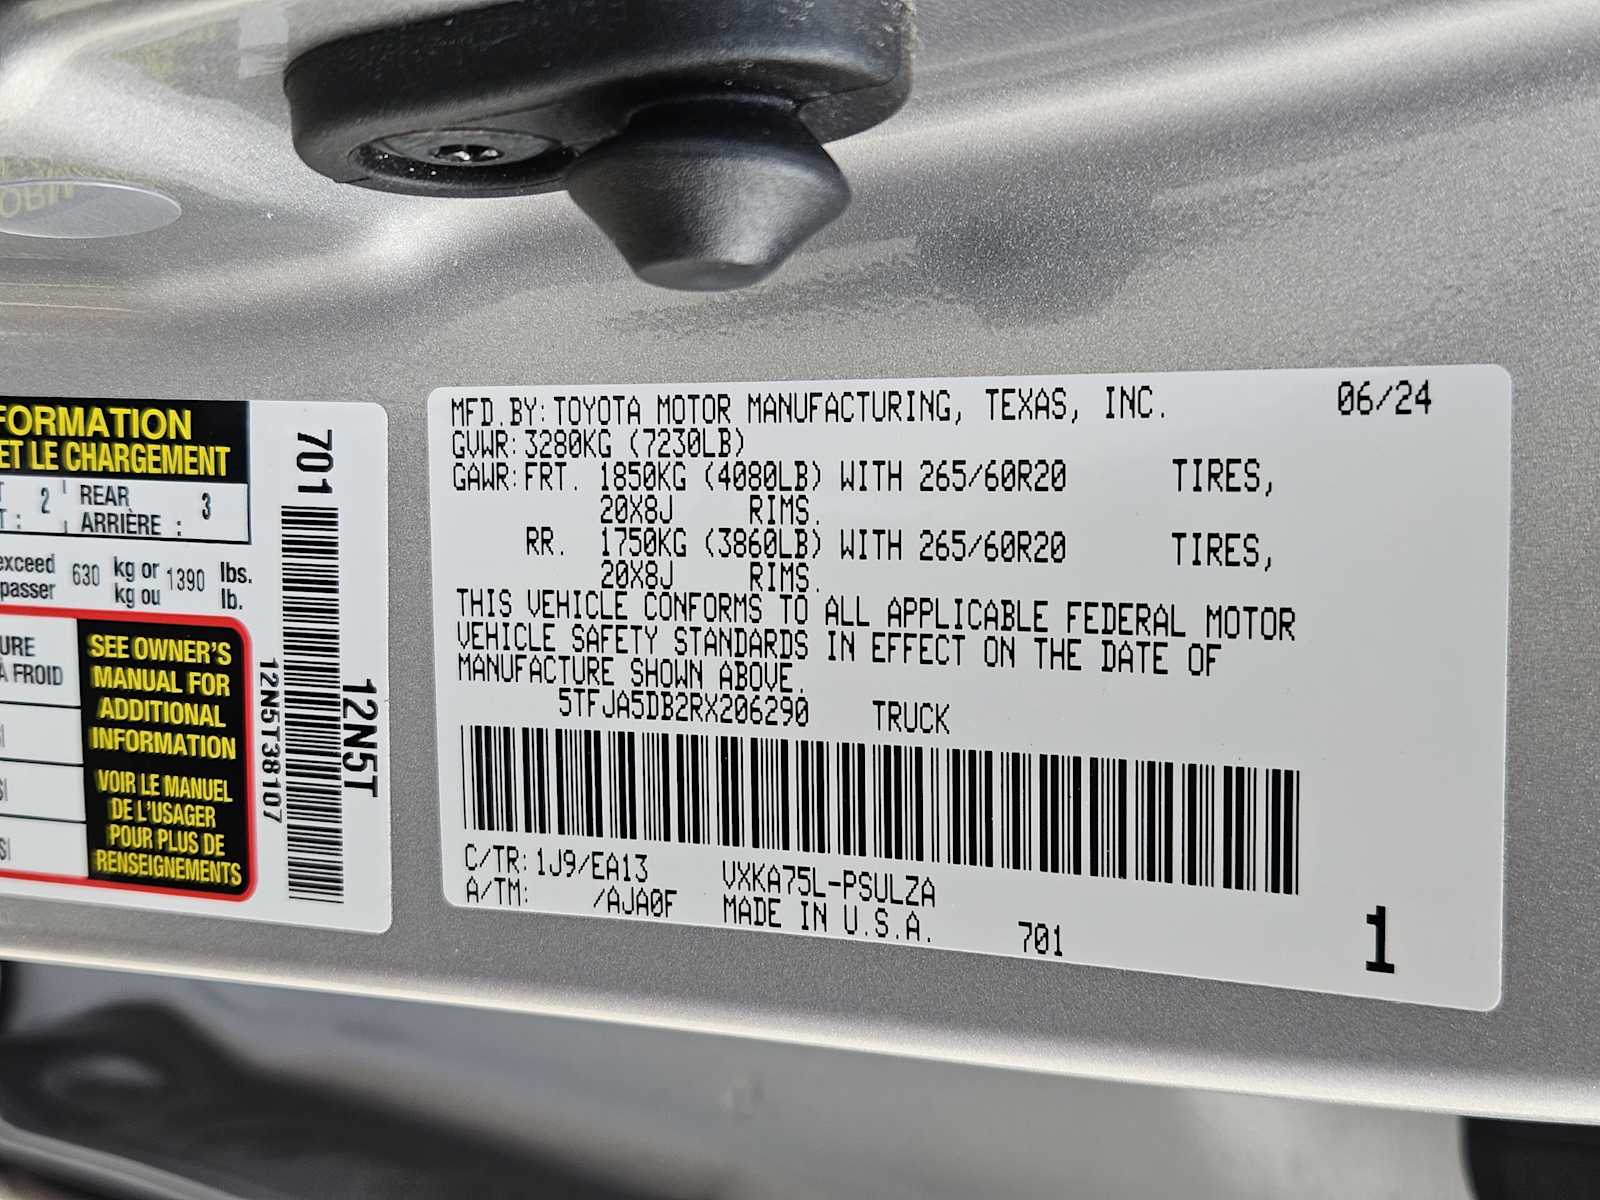 FORMATION
ET LE CHARGEMENT
2 REAR 3
ARRIÈRE :
exceed 630 kg or 1390 lbs.
passer kg ou lb.
URE
À FROID
SEE OWNER'S
MANUAL FOR
ADDITIONAL
INFORMATION
VOIR LE MANUEL
DE L'USAGER
POUR PLUS DE
RENSEIGNEMENTS
701
12N5T
12N5T38107
MFD.BY:TOYOTA MOTOR MANUFACTURING, TEXAS, INC. 06/24
GVWR:3280KG (7230LB)
GAWR:FRT. 1850KG (4080LB) WITH 265/60R20 TIRES,
20X8J RIMS.
RR. 1750KG (3860LB) WITH 265/60R20 TIRES,
20X8J RIMS.
THIS VEHICLE CONFORMS TO ALL APPLICABLE FEDERAL MOTOR
VEHICLE SAFETY STANDARDS IN EFFECT ON THE DATE OF
MANUFACTURE SHOWN ABOVE.
5TFJA5DB2RX206290 TRUCK
C/TR:1J9/EA13 VXKA75L-PSULZA
A/TM: /AJA0F MADE IN U.S.A. 701 1